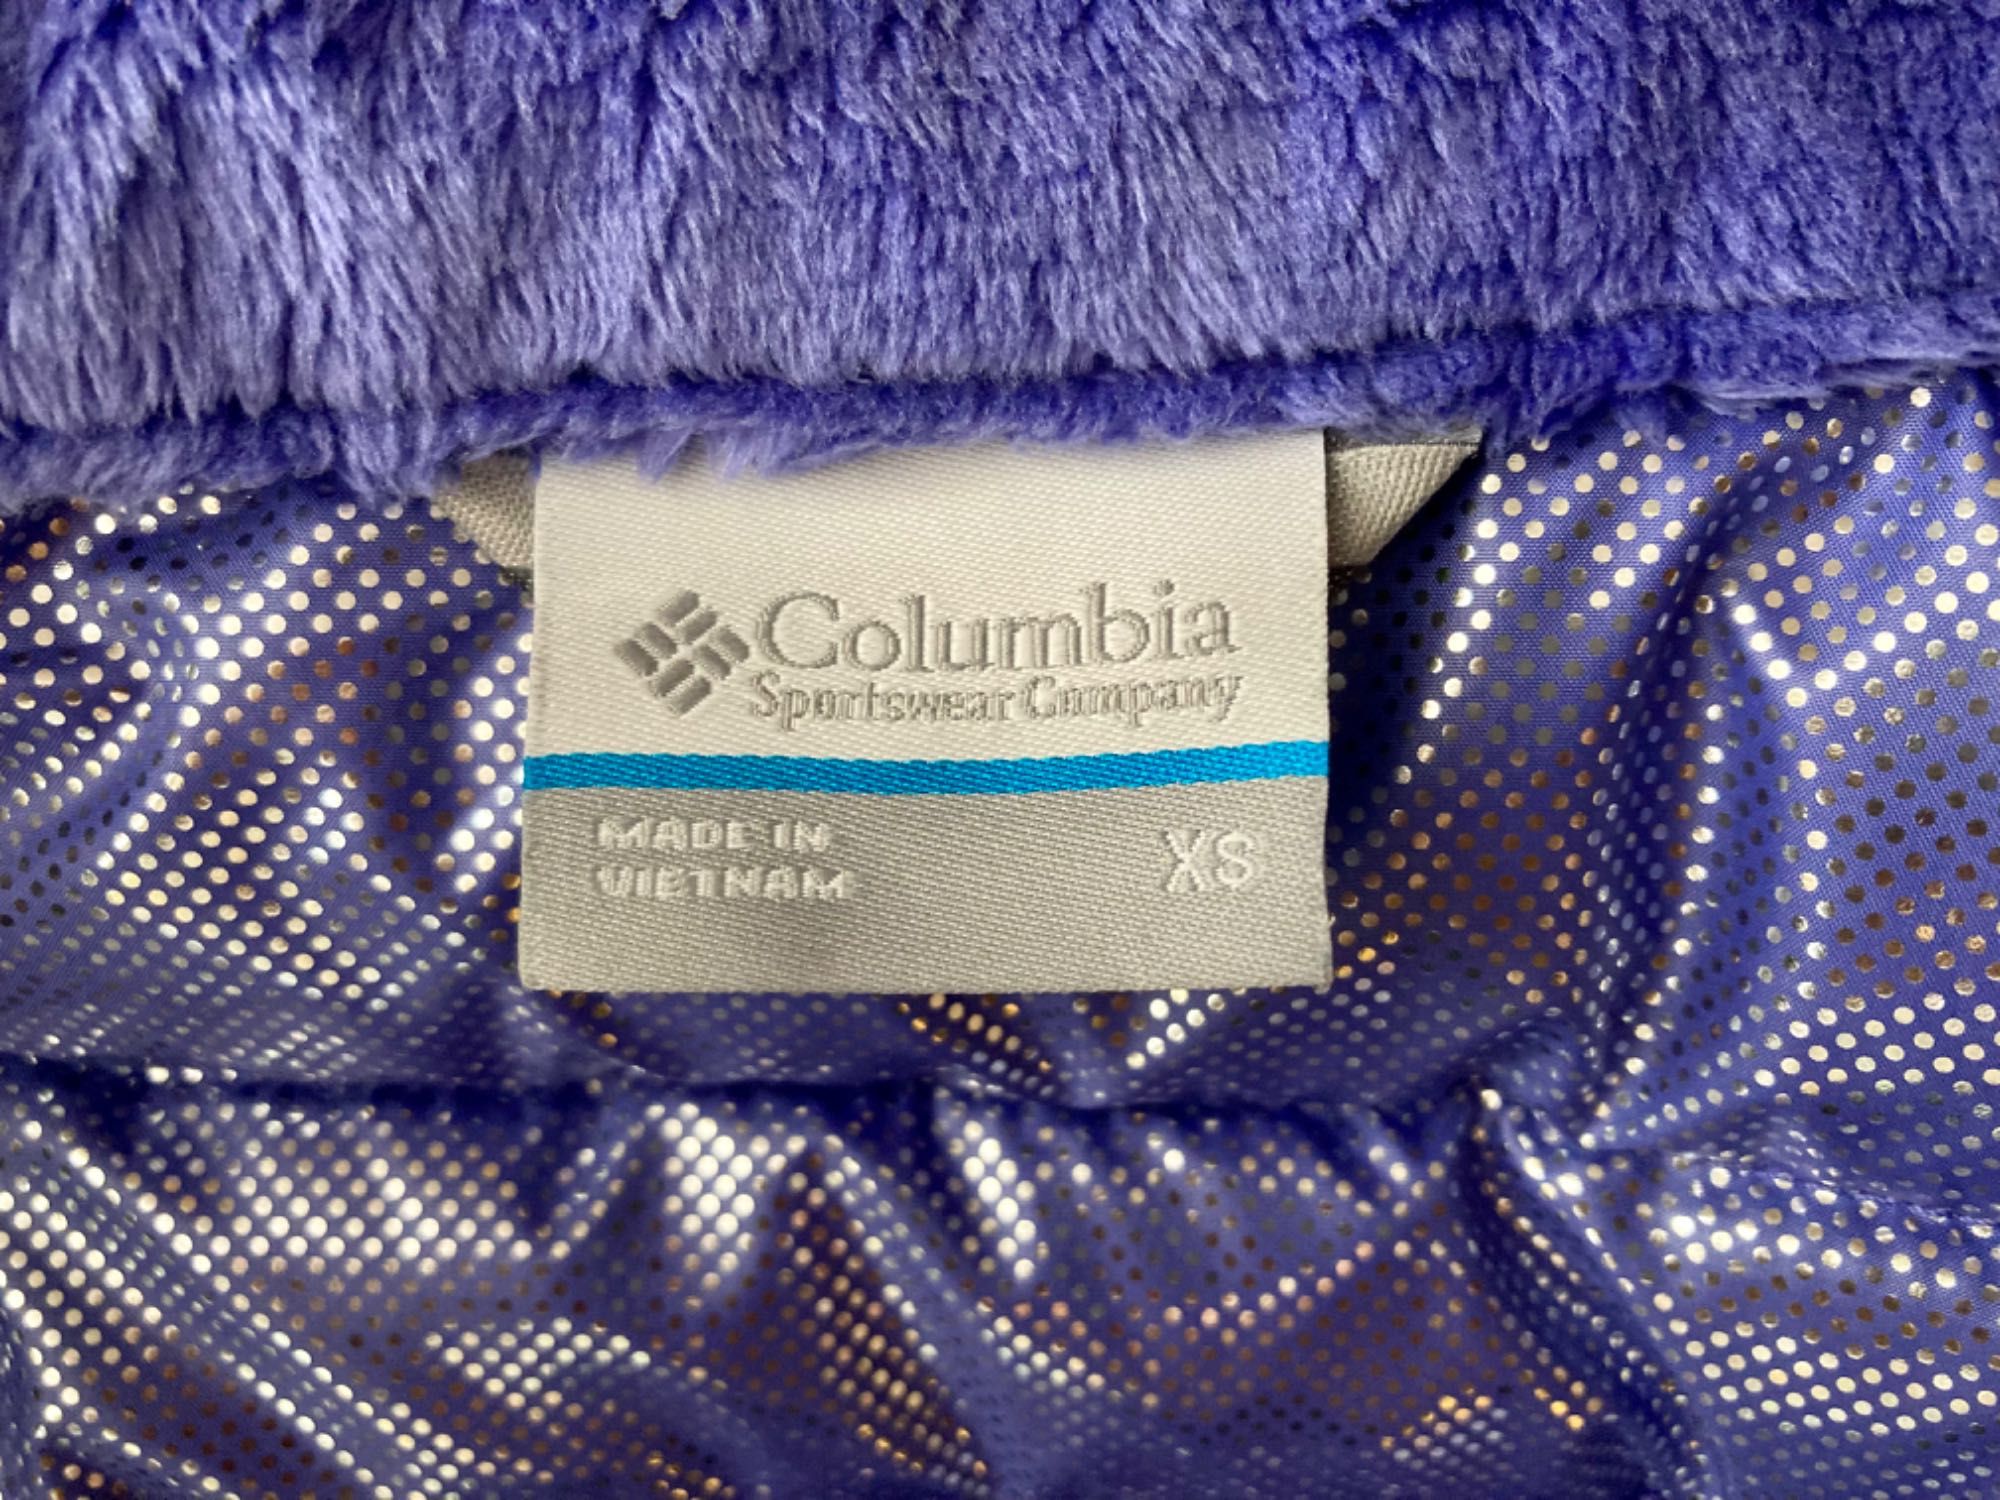 Columbia
Sportswear Company
MADE IN
VIETNAM
XS